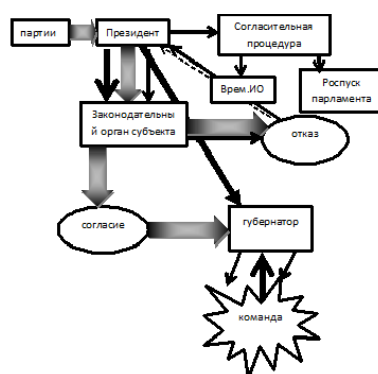 партии
Президент
Согласительная
процедура
Врем.ИО
Роспуск
парламента
Законодательны
й орган субъекта
отказ
согласие
губернатор
команда